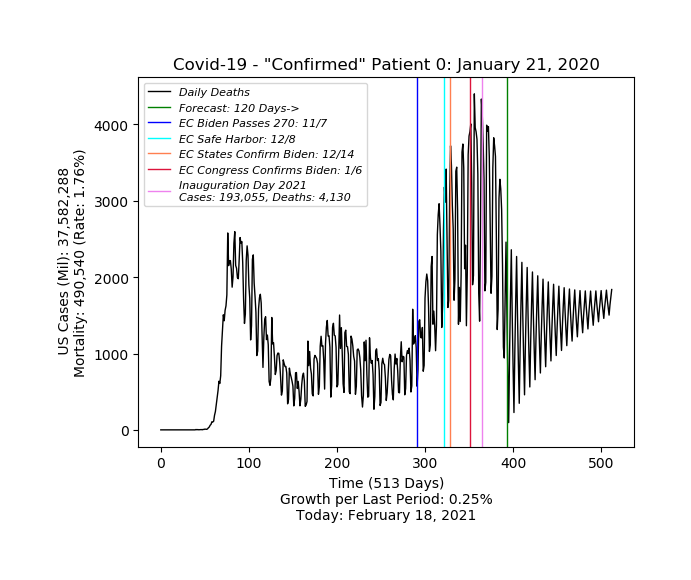 Covid-19 - "Confirmed" Patient 0: January 21, 2020
Daily Deaths
Forecast: 120 Days->
EC Biden Passes 270: 11/7
EC Safe Harbor: 12/8
EC States Confirm Biden: 12/14
EC Congress Confirms Biden: 1/6
Inauguration Day 2021
Cases: 193,055, Deaths: 4,130
US Cases (Mil): 37,582,288
Mortality: 490,540 (Rate: 1.76%)
4000
3000
2000
1000
0
0 100 200 300 400 500
Time (513 Days)
Growth per Last Period: 0.25%
Today: February 18, 2021